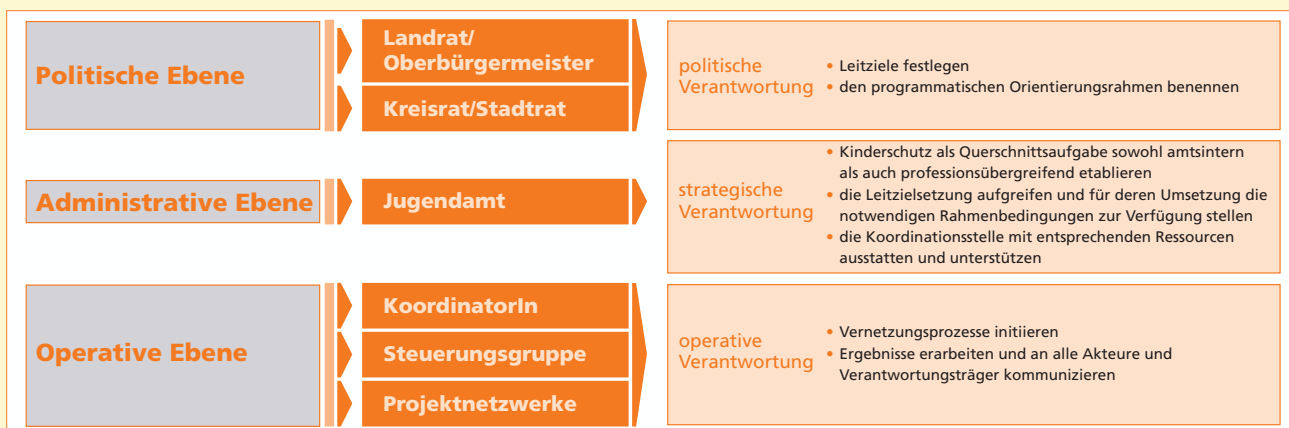 Politische Ebene
Landrat/
Oberbürgermeister
Kreisrat/Stadtrat
politische
Verantwortung
• Leitziele festlegen
• den programmatischen Orientierungsrahmen benennen
Administrative Ebene
Jugendamt
strategische
Verantwortung
• Kinderschutz als Querschnittsaufgabe sowohl amtsintern
als auch professionsübergreifend etablieren
• die Leitzielsetzung aufgreifen und für deren Umsetzung die
notwendigen Rahmenbedingungen zur Verfügung stellen
• die Koordinationsstelle mit entsprechenden Ressourcen
ausstatten und unterstützen
Operative Ebene
KoordinatorIn
Steuerungsgruppe
Projektnetzwerke
operative
Verantwortung
• Vernetzungsprozesse initiieren
• Ergebnisse erarbeiten und an alle Akteure und
Verantwortungsträger kommunizieren